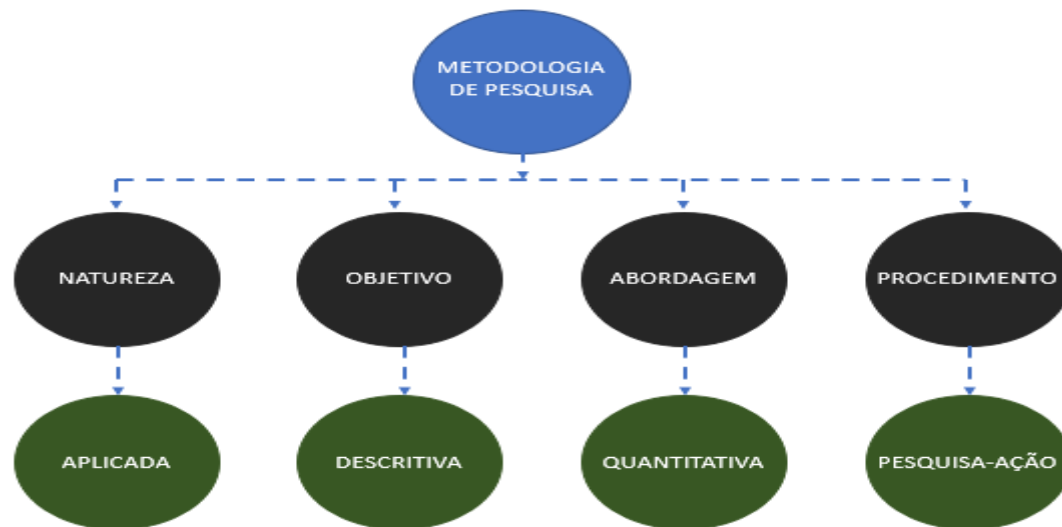 METODOLOGIA
DE PESQUISA
NATUREZA
OBJETIVO
ABORDAGEM
PROCEDIMENTO
APLICADA
DESCRITIVA
QUANTITATIVA
PESQUISA-AÇÃO